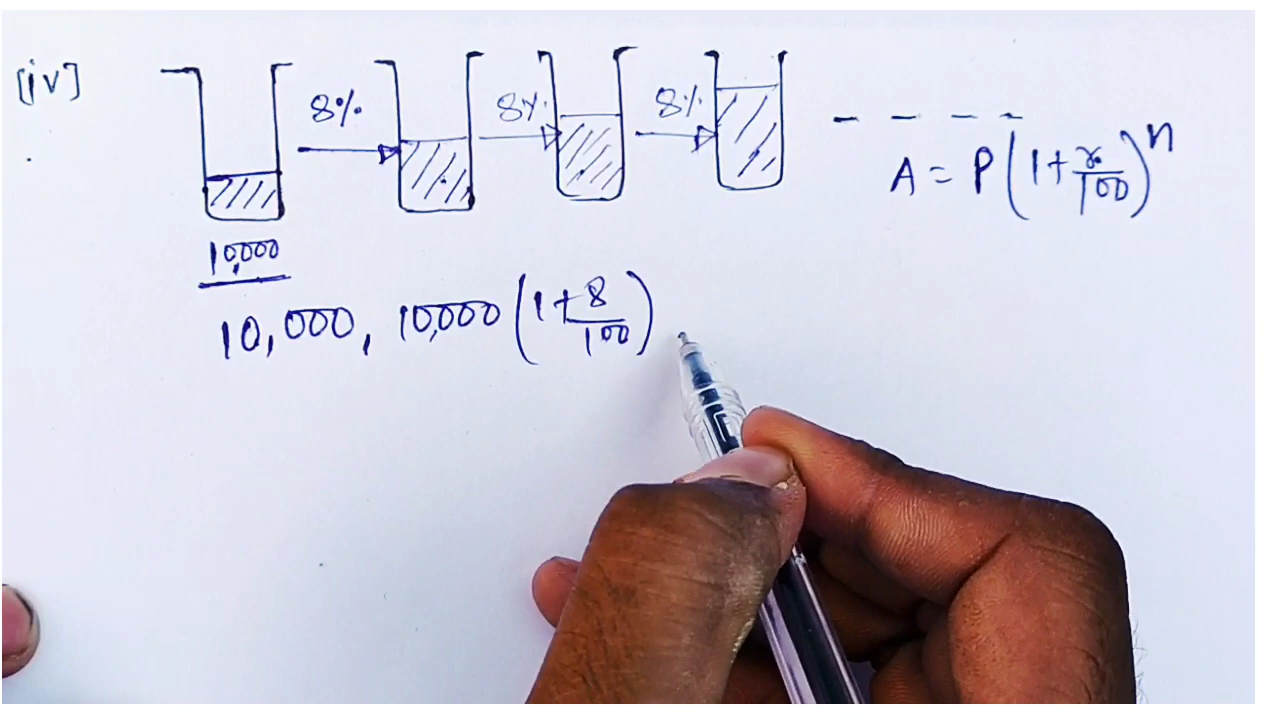 [iv]
8% 8% 8% - - - -
A = P(1+r/100)^n
10,000
10,000, 10,000(1+8/100)